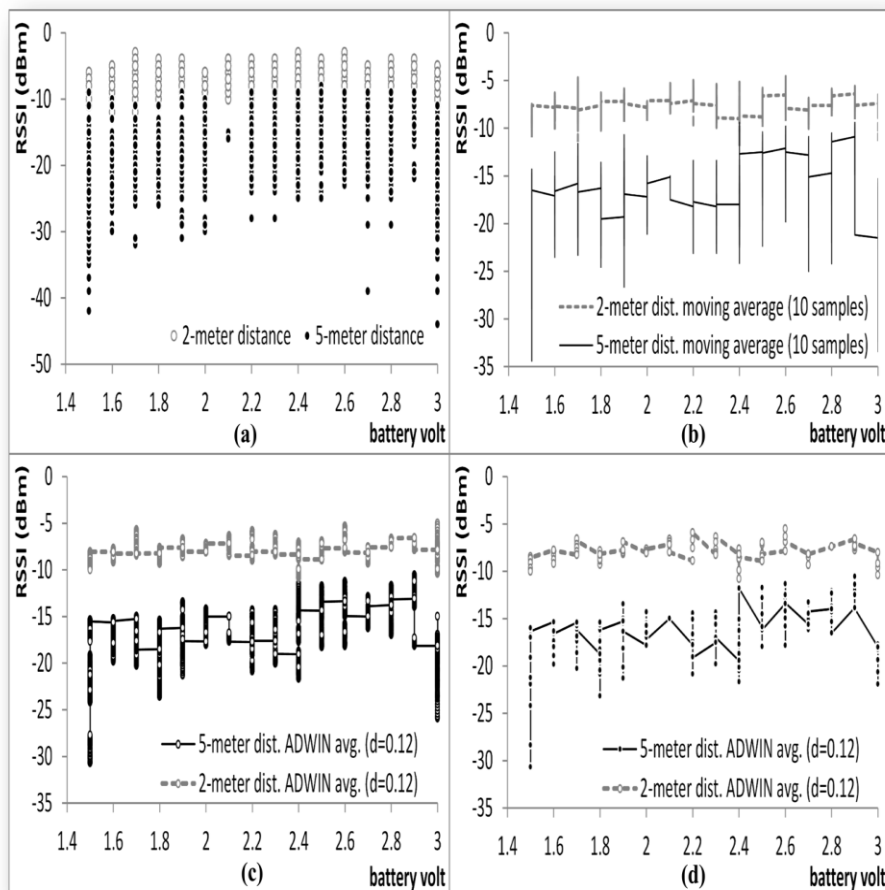 RSSI (dBm)
0
-10
-20
-30
-40
-50
2-meter distance
5-meter distance
1.4 1.6 1.8 2 2.2 2.4 2.6 2.8 3
(a)
battery volt
RSSI (dBm)
0
-5
-10
-15
-20
-25
-30
-35
2-meter dist. moving average (10 samples)
5-meter dist. moving average (10 samples)
1.4 1.6 1.8 2 2.2 2.4 2.6 2.8 3
(b)
battery volt
RSSI (dBm)
0
-5
-10
-15
-20
-25
-30
-35
5-meter dist. ADWIN avg. (d=0.12)
2-meter dist. ADWIN avg. (d=0.12)
1.4 1.6 1.8 2 2.2 2.4 2.6 2.8 3
(c)
battery volt
RSSI (dBm)
0
-5
-10
-15
-20
-25
-30
-35
5-meter dist. ADWIN avg. (d=0.12)
2-meter dist. ADWIN avg. (d=0.12)
1.4 1.6 1.8 2 2.2 2.4 2.6 2.8 3
(d)
battery volt